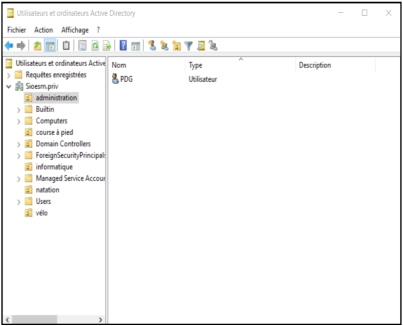 Utilisateurs et ordinateurs Active Directory
Fichier Action Affichage ?
Utilisateurs et ordinateurs Active
Requêtes enregistrées
Sioesm.priv
administration
Builtin
Computers
course à pied
Domain Controllers
ForeignSecurityPrincipals
informatique
Managed Service Accour
natation
Users
vélo
Nom Type Description
PDG Utilisateur